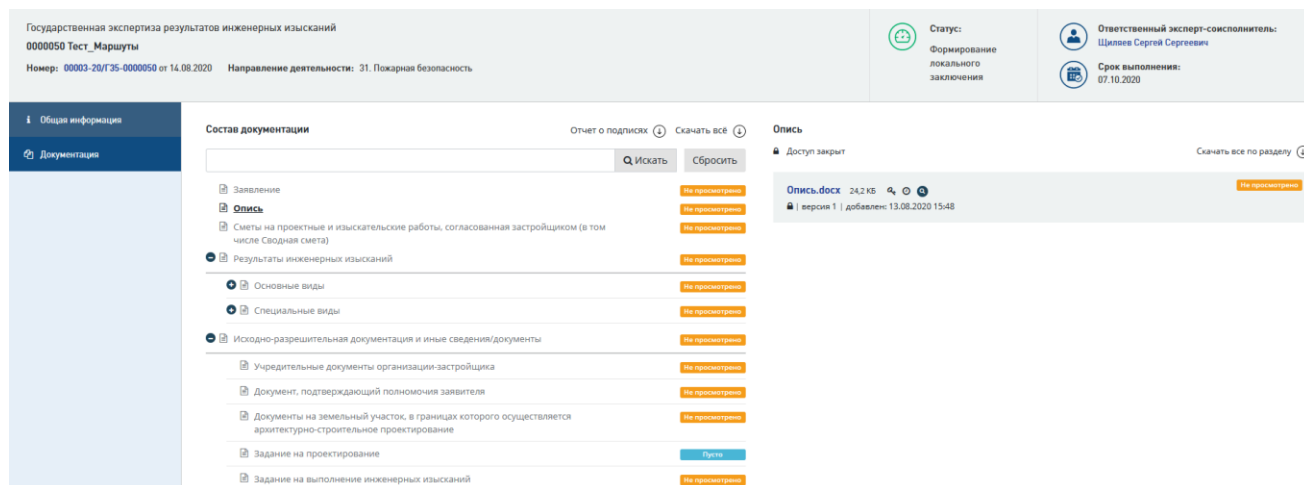 Государственная экспертиза результатов инженерных изысканий
0000050 Тест_Маршуты
Номер: 00003-20/Г35-0000050 от 14.08.2020 Направление деятельности: 31. Пожарная безопасность
Статус:
Формирование
локального
заключения
Ответственный эксперт-соисполнитель:
Щиляев Сергей Сергеевич
Срок выполнения:
07.10.2020
Общая информация
Документация
Состав документации
Отчет о подписях
Скачать всё
Искать
Сбросить
Заявление Не просмотрено
Опись Не просмотрено
Сметы на проектные и изыскательские работы, согласованная застройщиком (в том Не просмотрено
числе Сводная смета)
Результаты инженерных изысканий Не просмотрено
Основные виды Не просмотрено
Специальные виды Не просмотрено
Исходно-разрешительная документация и иные сведения/документы Не просмотрено
Учредительные документы организации-застройщика Не просмотрено
Документ, подтверждающий полномочия заявителя Не просмотрено
Документы на земельный участок, в границах которого осуществляется Не просмотрено
архитектурно-строительное проектирование
Задание на проектирование Пусто
Задание на выполнение инженерных изысканий Не просмотрено
Опись
Доступ закрыт
Скачать все по разделу
Опись.docx 24,2 КБ Не просмотрено
| версия 1 | добавлен: 13.08.2020 15:48